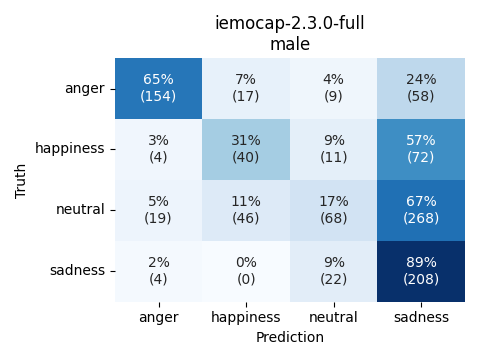 iemocap-2.3.0-full
male
Truth
anger
65% 7% 4% 24%
(154) (17) (9) (58)
happiness
3% 31% 9% 57%
(4) (40) (11) (72)
neutral
5% 11% 17% 67%
(19) (46) (68) (268)
sadness
2% 0% 9% 89%
(4) (0) (22) (208)
anger happiness neutral sadness
Prediction